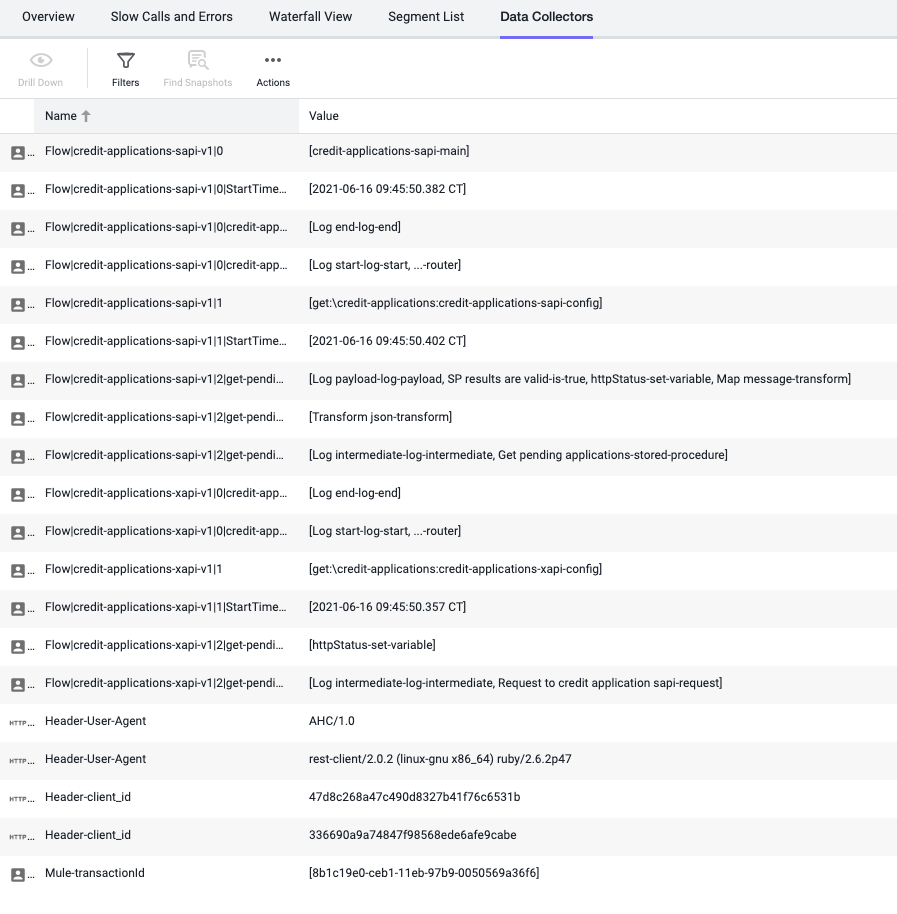 Overview Slow Calls and Errors Waterfall View Segment List Data Collectors
Drill Down Filters Find Snapshots Actions
Name Value
... Flow|credit-applications-sapi-v1|0 [credit-applications-sapi-main]
... Flow|credit-applications-sapi-v1|0|StartTime... [2021-06-16 09:45:50.382 CT]
... Flow|credit-applications-sapi-v1|0|credit-app... [Log end-log-end]
... Flow|credit-applications-sapi-v1|0|credit-app... [Log start-log-start, ...-router]
... Flow|credit-applications-sapi-v1|1 [get:\credit-applications:credit-applications-sapi-config]
... Flow|credit-applications-sapi-v1|1|StartTime... [2021-06-16 09:45:50.402 CT]
... Flow|credit-applications-sapi-v1|2|get-pendi... [Log payload-log-payload, SP results are valid-is-true, httpStatus-set-variable, Map message-transform]
... Flow|credit-applications-sapi-v1|2|get-pendi... [Transform json-transform]
... Flow|credit-applications-sapi-v1|2|get-pendi... [Log intermediate-log-intermediate, Get pending applications-stored-procedure]
... Flow|credit-applications-xapi-v1|0|credit-app... [Log end-log-end]
... Flow|credit-applications-xapi-v1|0|credit-app... [Log start-log-start, ...-router]
... Flow|credit-applications-xapi-v1|1 [get:\credit-applications:credit-applications-xapi-config]
... Flow|credit-applications-xapi-v1|1|StartTime... [2021-06-16 09:45:50.357 CT]
... Flow|credit-applications-xapi-v1|2|get-pendi... [httpStatus-set-variable]
... Flow|credit-applications-xapi-v1|2|get-pendi... [Log intermediate-log-intermediate, Request to credit application sapi-request]
HTTP... Header-User-Agent AHC/1.0
HTTP... Header-User-Agent rest-client/2.0.2 (linux-gnu x86_64) ruby/2.6.2p47
HTTP... Header-client_id 47d8c268a47c490d8327b41f76c6531b
HTTP... Header-client_id 336690a9a74847f98568ede6afe9cabe
... Mule-transactionId [8b1c19e0-ceb1-11eb-97b9-0050569a36f6]